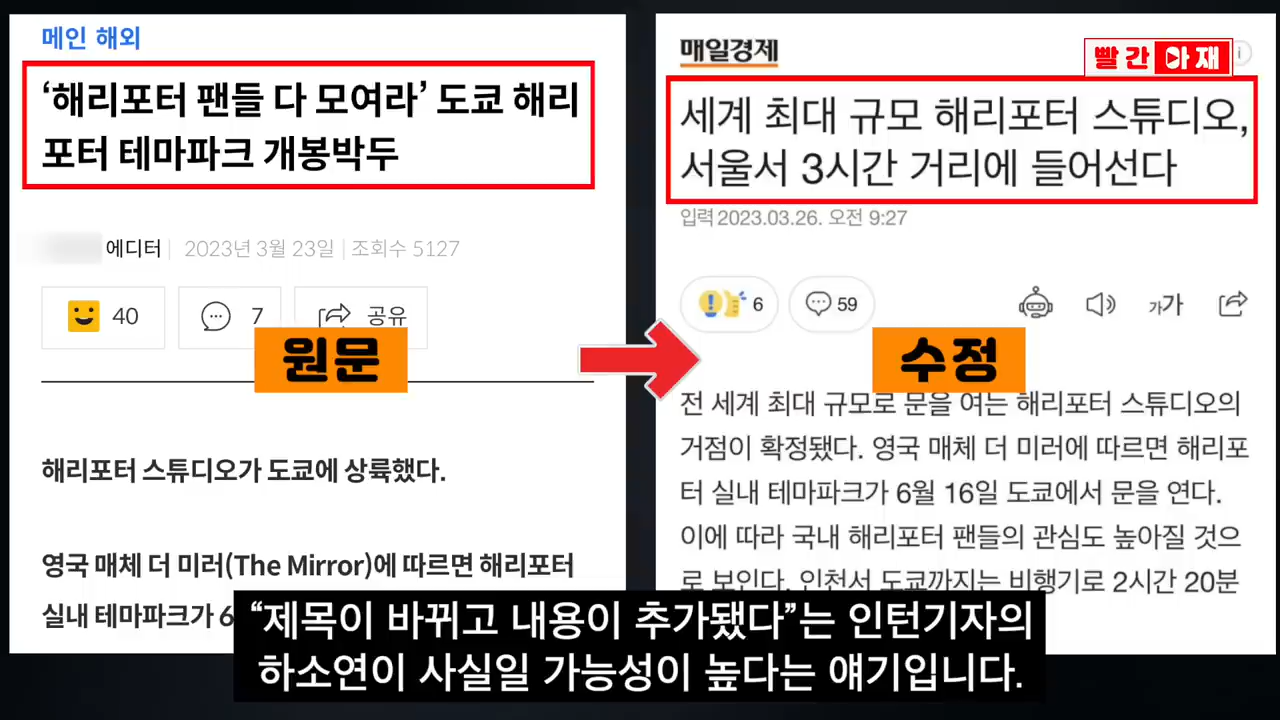 메인 해외
‘해리포터 팬들 다 모여라’ 도쿄 해리
포터 테마파크 개봉박두
에디터 | 2023년 3월 23일 | 조회수 5127
40
7
공유
원문
해리포터 스튜디오가 도쿄에 상륙했다.
영국 매체 더 미러(The Mirror)에 따르면 해리포터
실내 테마파크가 6
매일경제
빨간아재
세계 최대 규모 해리포터 스튜디오,
서울서 3시간 거리에 들어선다
입력 2023.03.26. 오전 9:27
6
59
가가
수정
전 세계 최대 규모로 문을 여는 해리포터 스튜디오의
거점이 확정됐다. 영국 매체 더 미러에 따르면 해리포
터 실내 테마파크가 6월 16일 도쿄에서 문을 연다.
이에 따라 국내 해리포터 팬들의 관심도 높아질 것으
로 보인다. 인천서 도쿄까지는 비행기로 2시간 20분
“제목이 바뀌고 내용이 추가됐다”는 인턴기자의
하소연이 사실일 가능성이 높다는 얘기입니다.